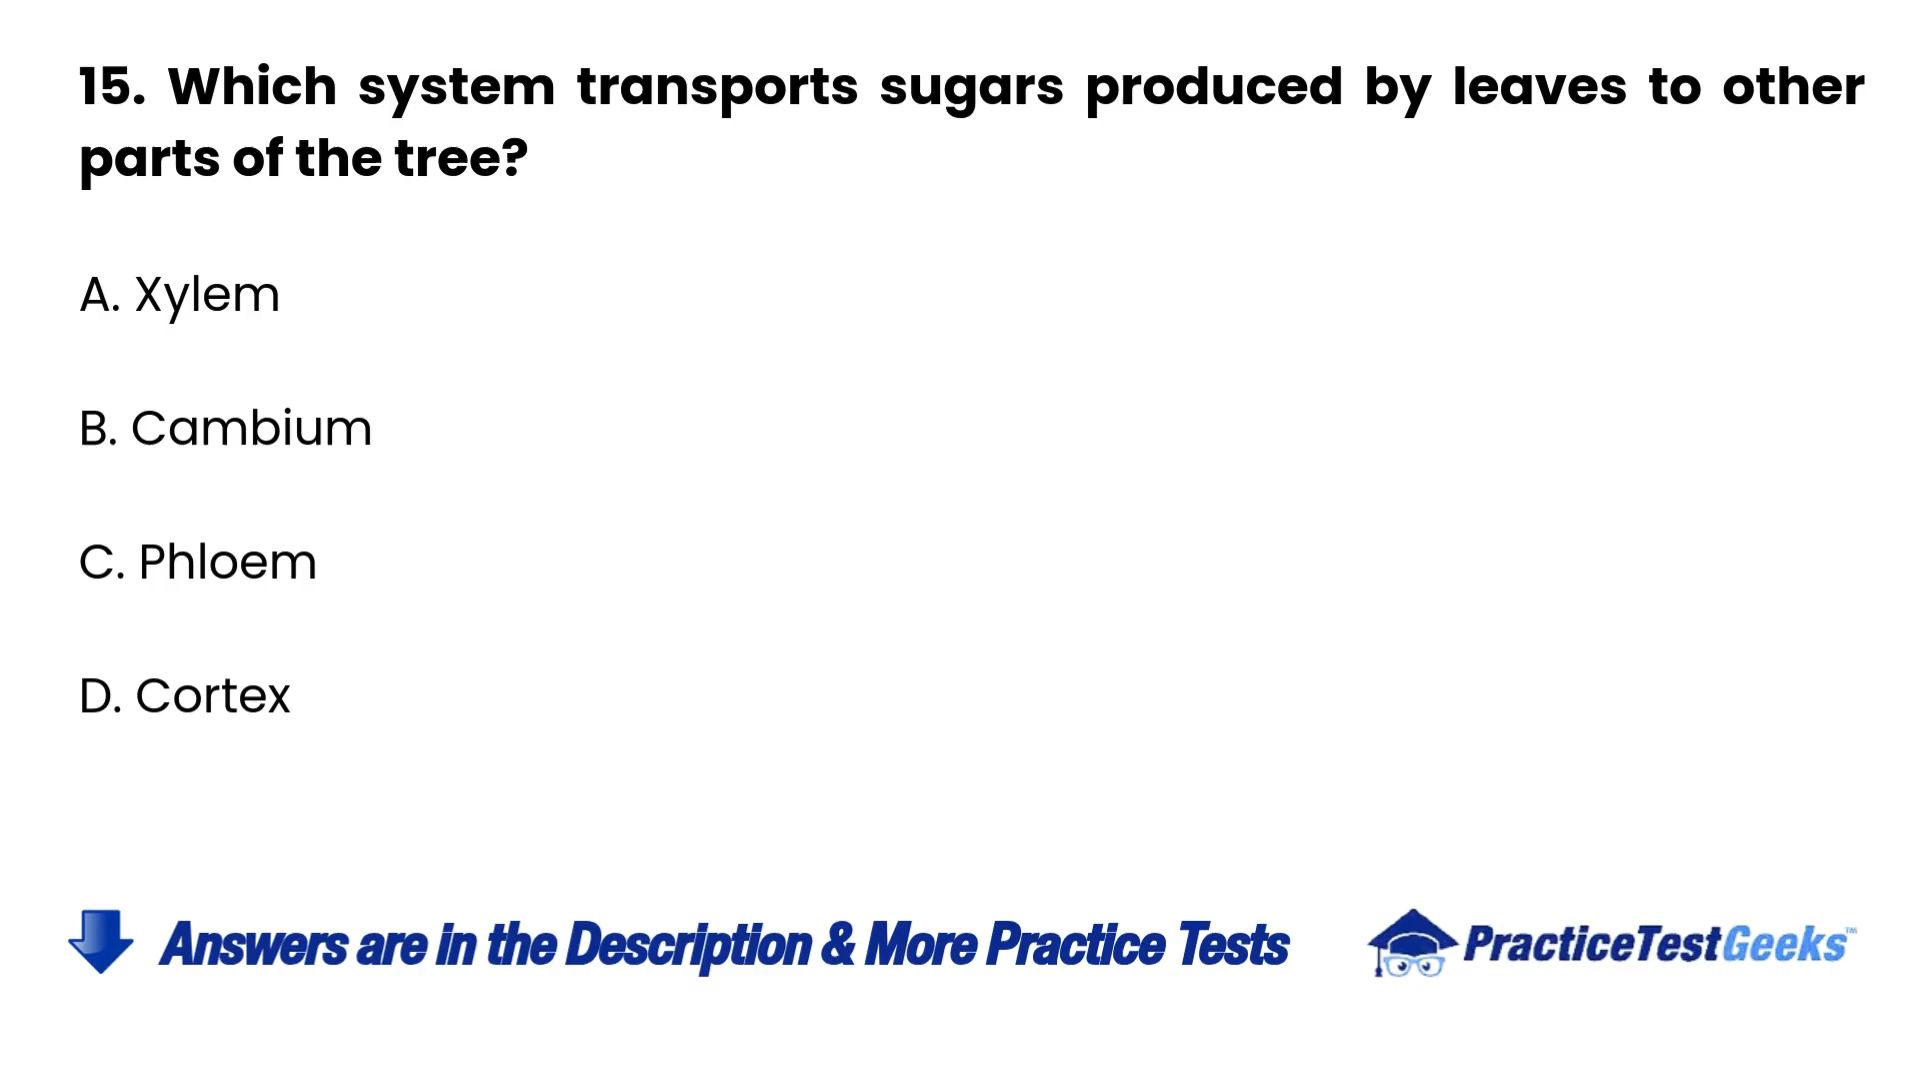 15. Which system transports sugars produced by leaves to other
parts of the tree?
A. Xylem
B. Cambium
C. Phloem
D. Cortex
Answers are in the Description & More Practice Tests
PracticeTestGeeks™